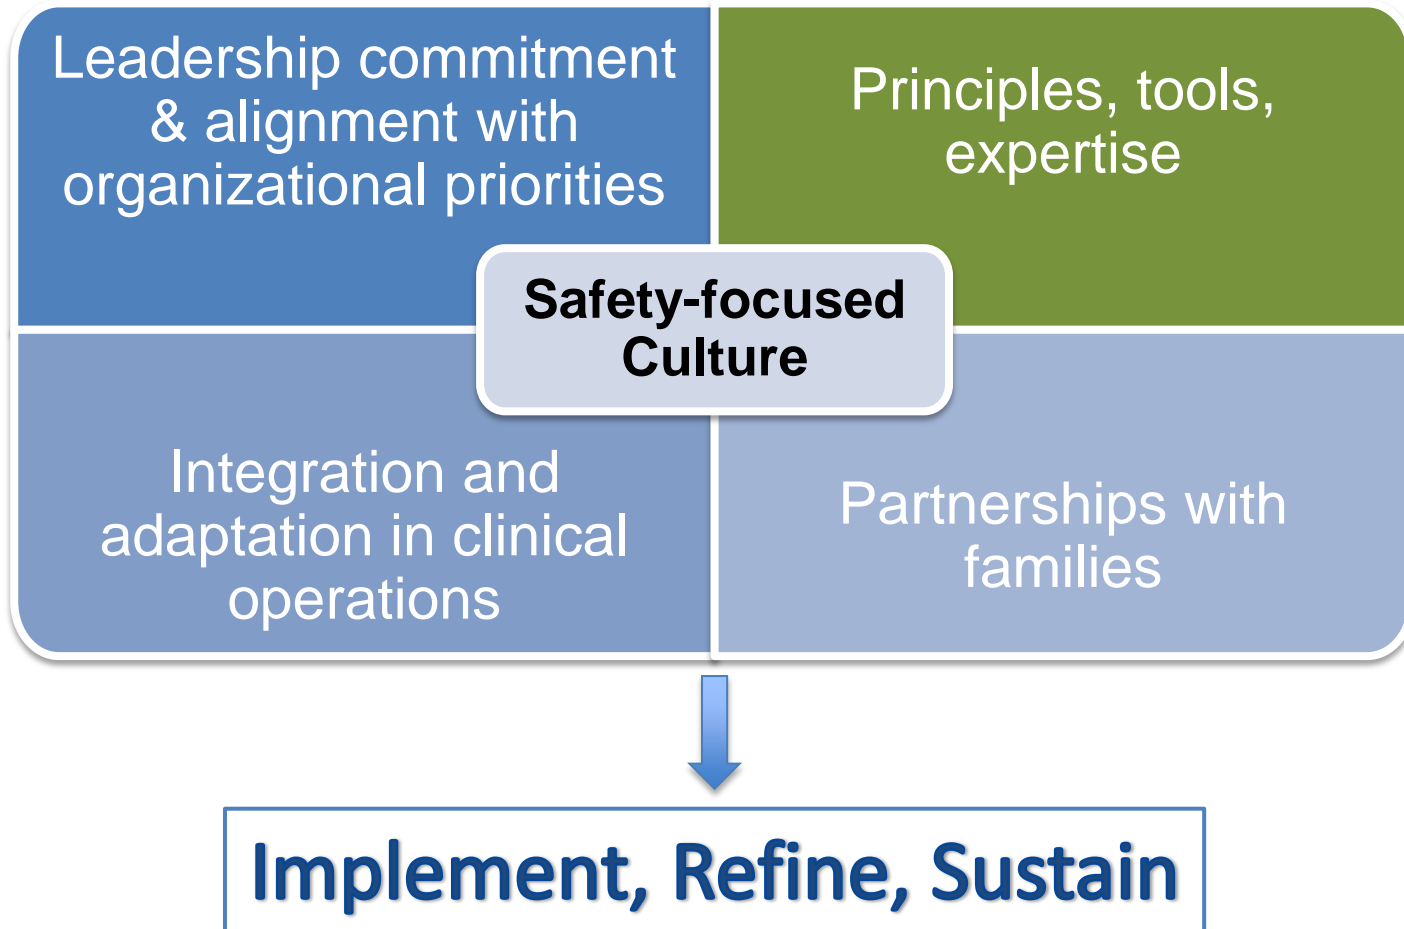 Leadership commitment
& alignment with
organizational priorities
Principles, tools,
expertise
Safety-focused
Culture
Integration and
adaptation in clinical
operations
Partnerships with
families
Implement, Refine, Sustain